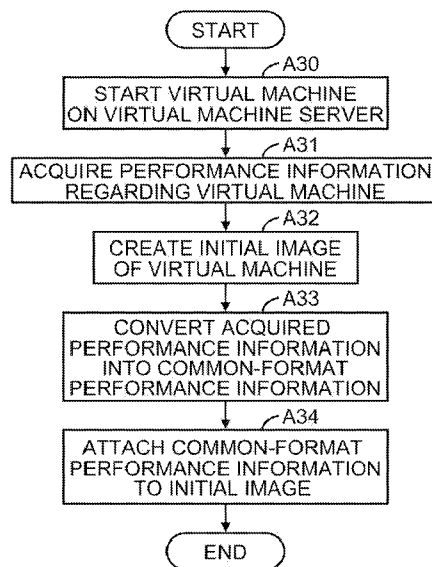 START
A30
START VIRTUAL MACHINE
ON VIRTUAL MACHINE SERVER
A31
ACQUIRE PERFORMANCE INFORMATION
REGARDING VIRTUAL MACHINE
A32
CREATE INITIAL IMAGE
OF VIRTUAL MACHINE
A33
CONVERT ACQUIRED
PERFORMANCE INFORMATION
INTO COMMON-FORMAT
PERFORMANCE INFORMATION
A34
ATTACH COMMON-FORMAT
PERFORMANCE INFORMATION
TO INITIAL IMAGE
END